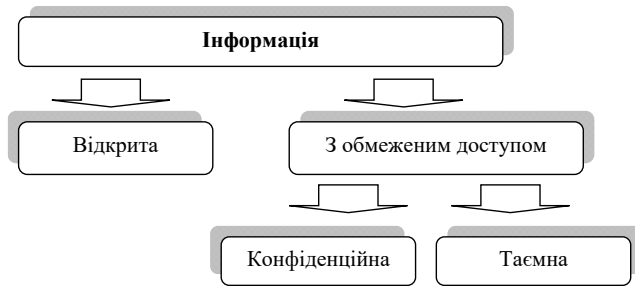 Інформація
Відкрита
З обмеженим доступом
Конфіденційна
Таємна